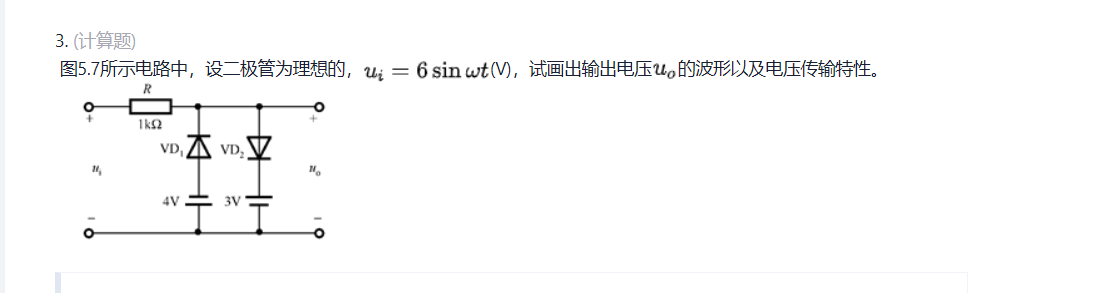 3. (计算题)
图5.7所示电路中，设二极管为理想的，u_i = 6 sin ωt(V)，试画出输出电压u_o的波形以及电压传输特性。
R
+ +
1kΩ
VD₁ VD₂
u_i u_o
4V 3V
− −